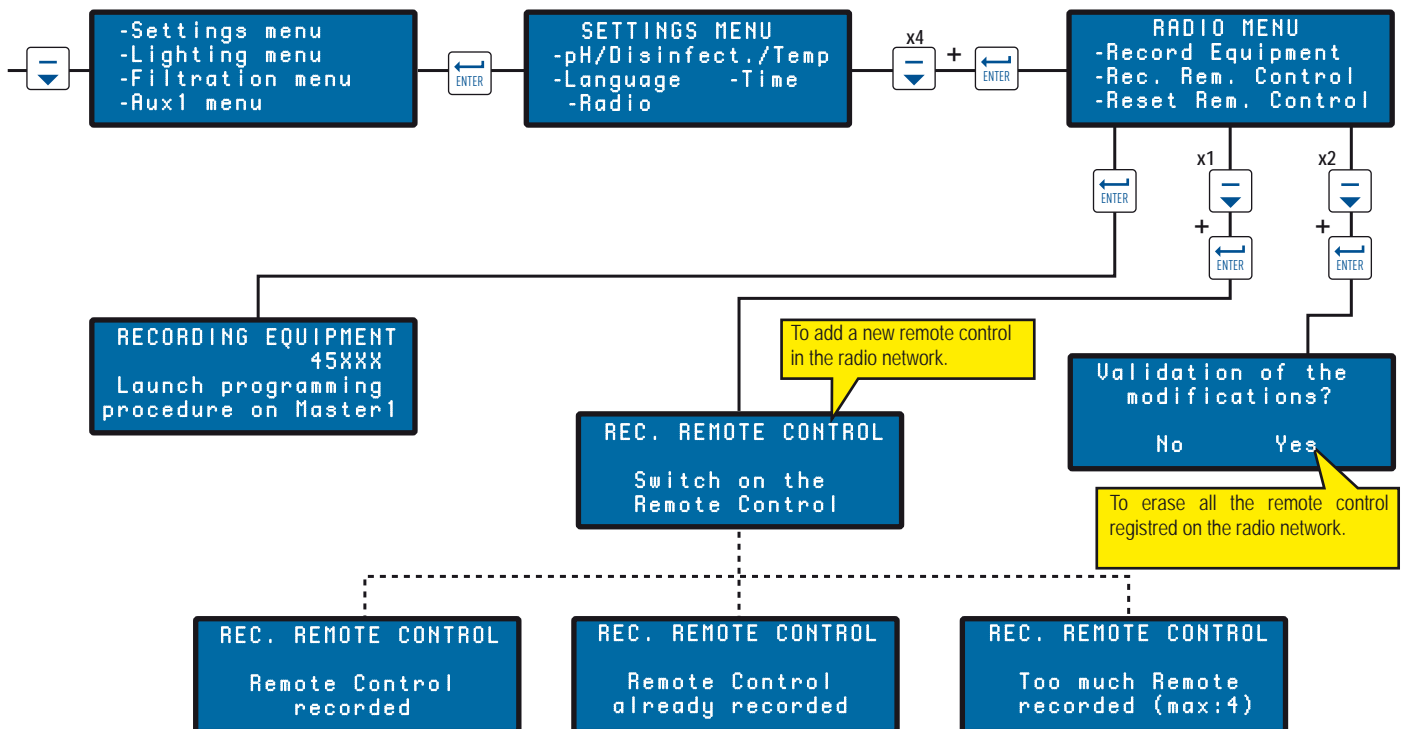 -Settings menu
-Lighting menu
-Filtration menu
-Aux1 menu
ENTER
SETTINGS MENU
-pH/Disinfect./Temp
-Language -Time
-Radio
x4
+
ENTER
RADIO MENU
-Record Equipment
-Rec. Rem. Control
-Reset Rem. Control
ENTER
x1
+
ENTER
x2
+
ENTER
RECORDING EQUIPMENT
45XXX
Launch programming
procedure on Master1
To add a new remote control
in the radio network.
REC. REMOTE CONTROL
Switch on the
Remote Control
Validation of the
modifications?
No Yes
To erase all the remote control
registred on the radio network.
REC. REMOTE CONTROL
Remote Control
recorded
REC. REMOTE CONTROL
Remote Control
already recorded
REC. REMOTE CONTROL
Too much Remote
recorded (max:4)